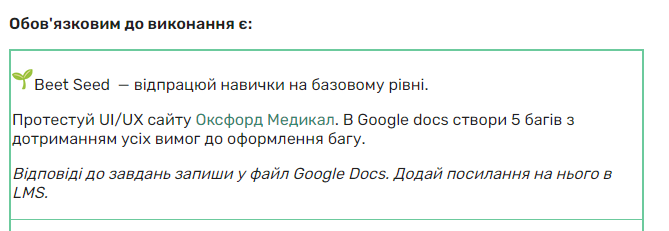 Обов'язковим до виконання є:
Beet Seed — відпрацюй навички на базовому рівні.
Протестуй UI/UX сайту Оксфорд Медикал. В Google docs створи 5 багів з
дотриманням усіх вимог до оформлення багу.
Відповіді до завдань запиши у файл Google Docs. Додай посилання на нього в
LMS.